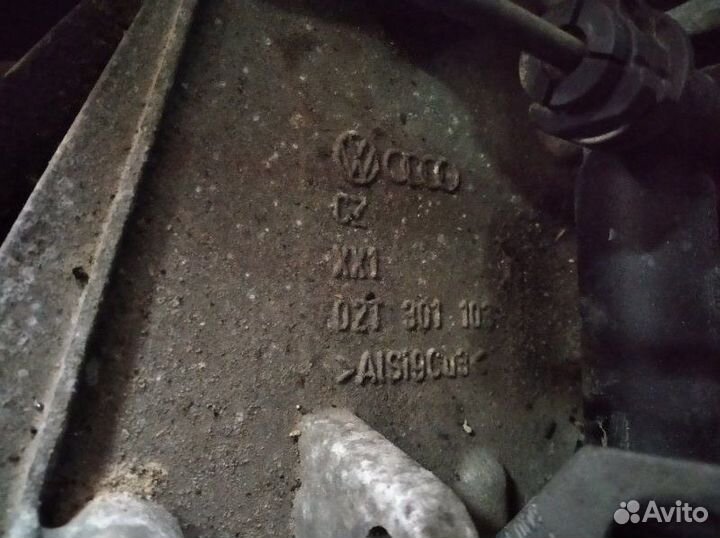 CZ
XX1
02T 301 103
>AlSi9Cu3<
Avito